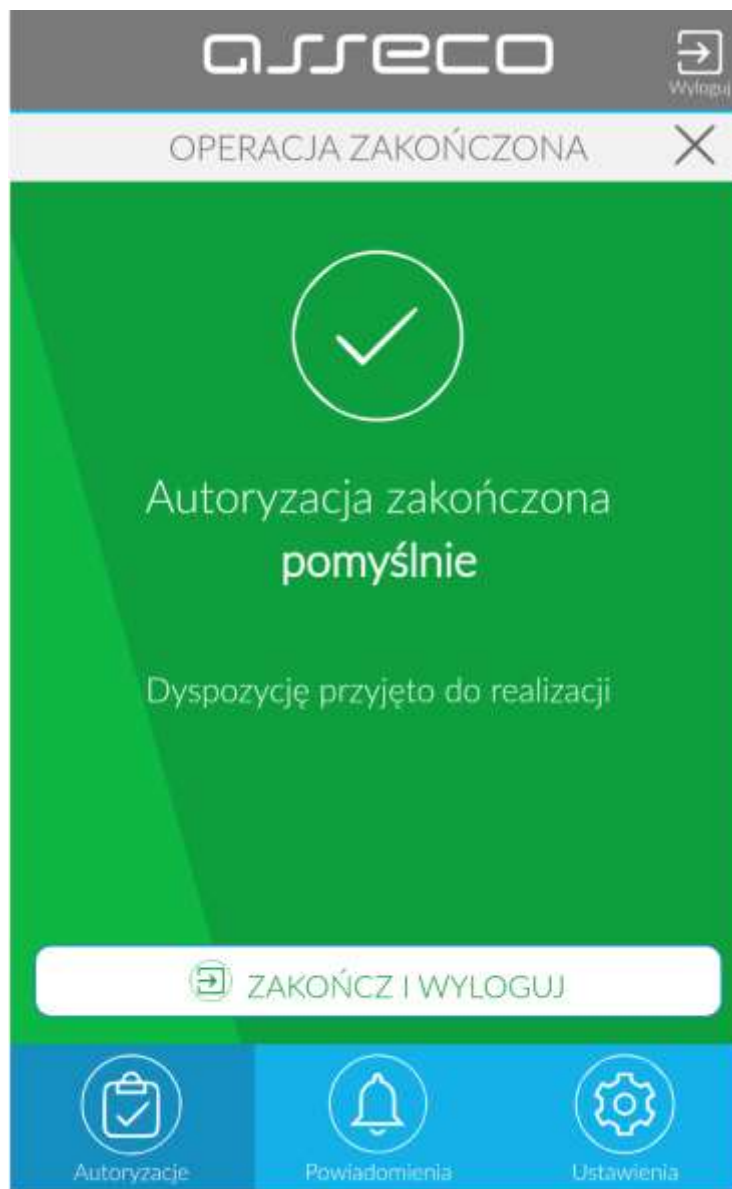 asseco
Wyloguj
OPERACJA ZAKOŃCZONA
Autoryzacja zakończona
pomyślnie
Dyspozycję przyjęto do realizacji
ZAKOŃCZ I WYLOGUJ
Autoryzacje
Powiadomienia
Ustawienia